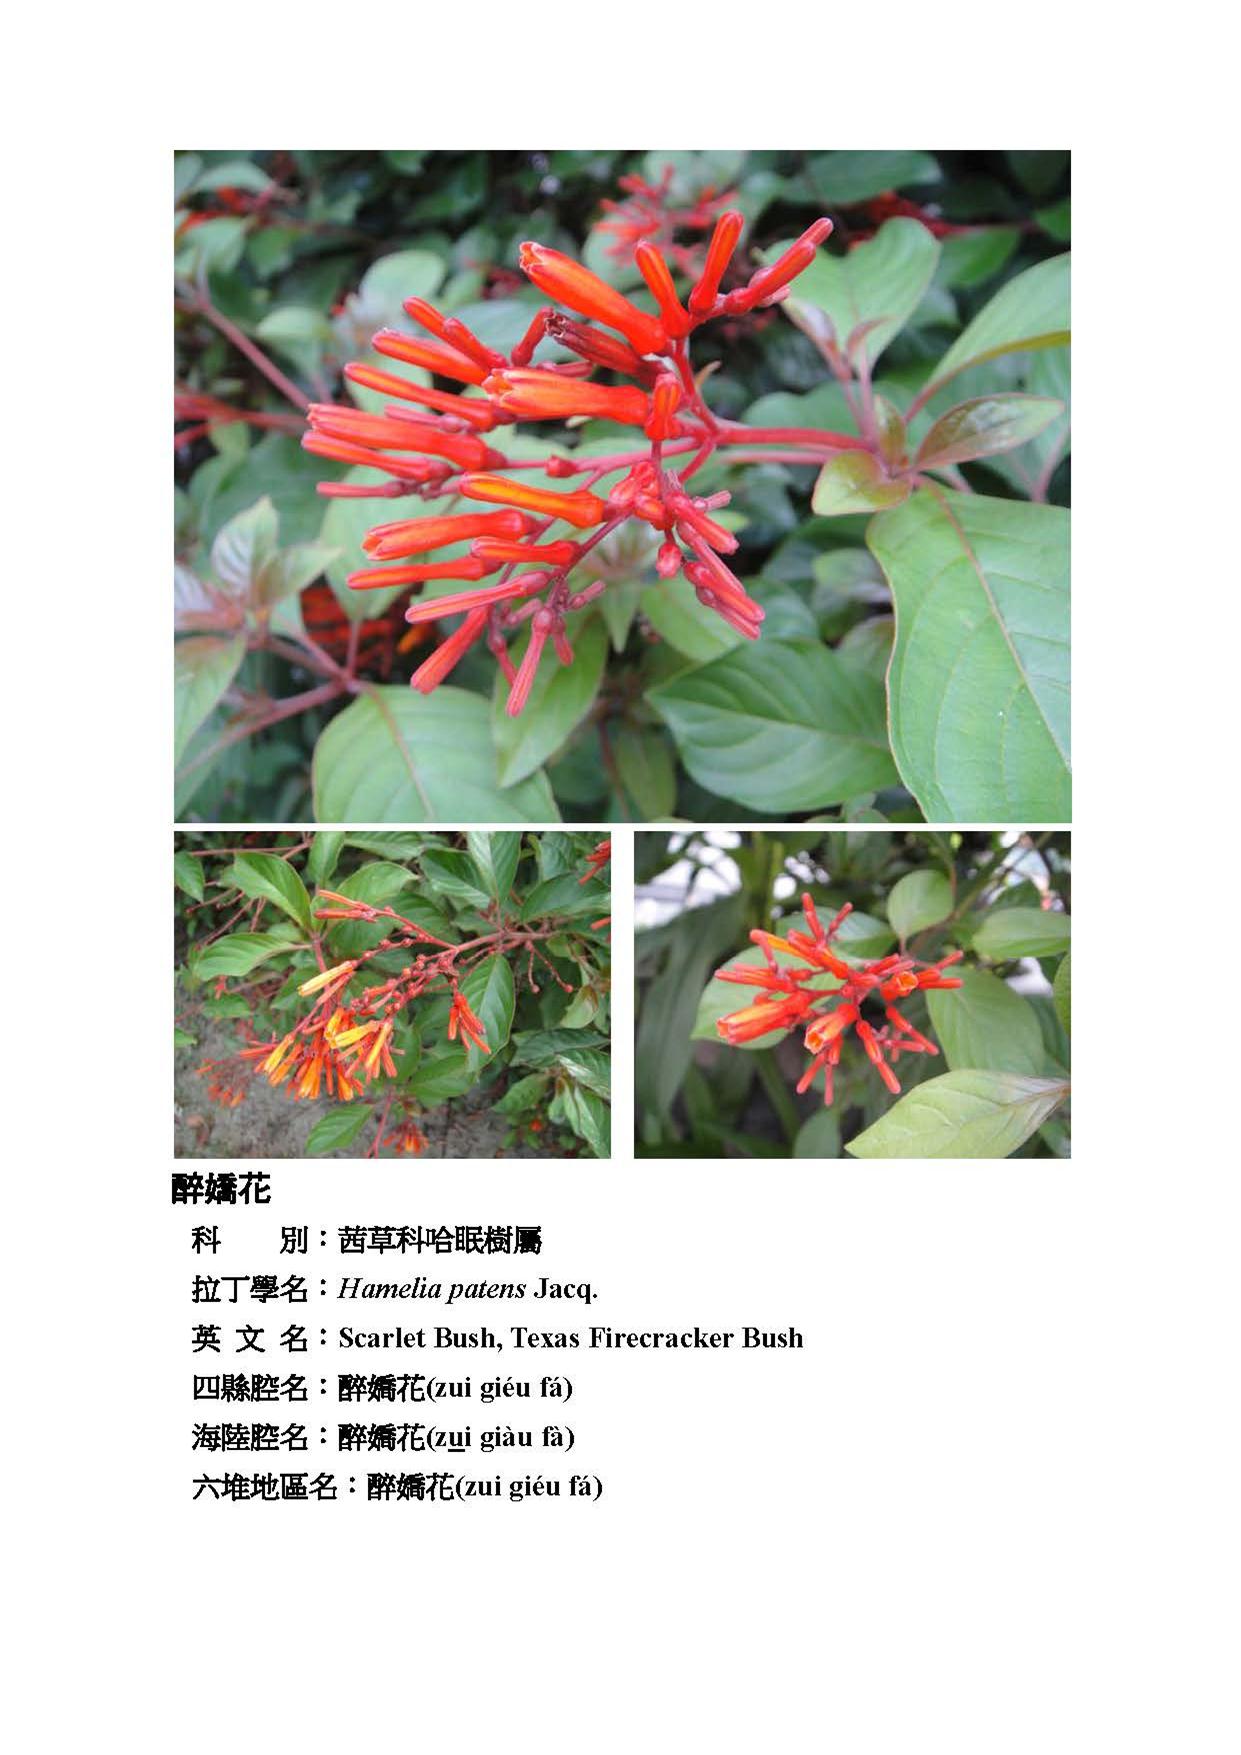 醉嬌花
科　　別：茜草科哈眠樹屬
拉丁學名：Hamelia patens Jacq.
英 文 名：Scarlet Bush, Texas Firecracker Bush
四縣腔名：醉嬌花(zui giéu fá)
海陸腔名：醉嬌花(zui giàu fà)
六堆地區名：醉嬌花(zui giéu fá)